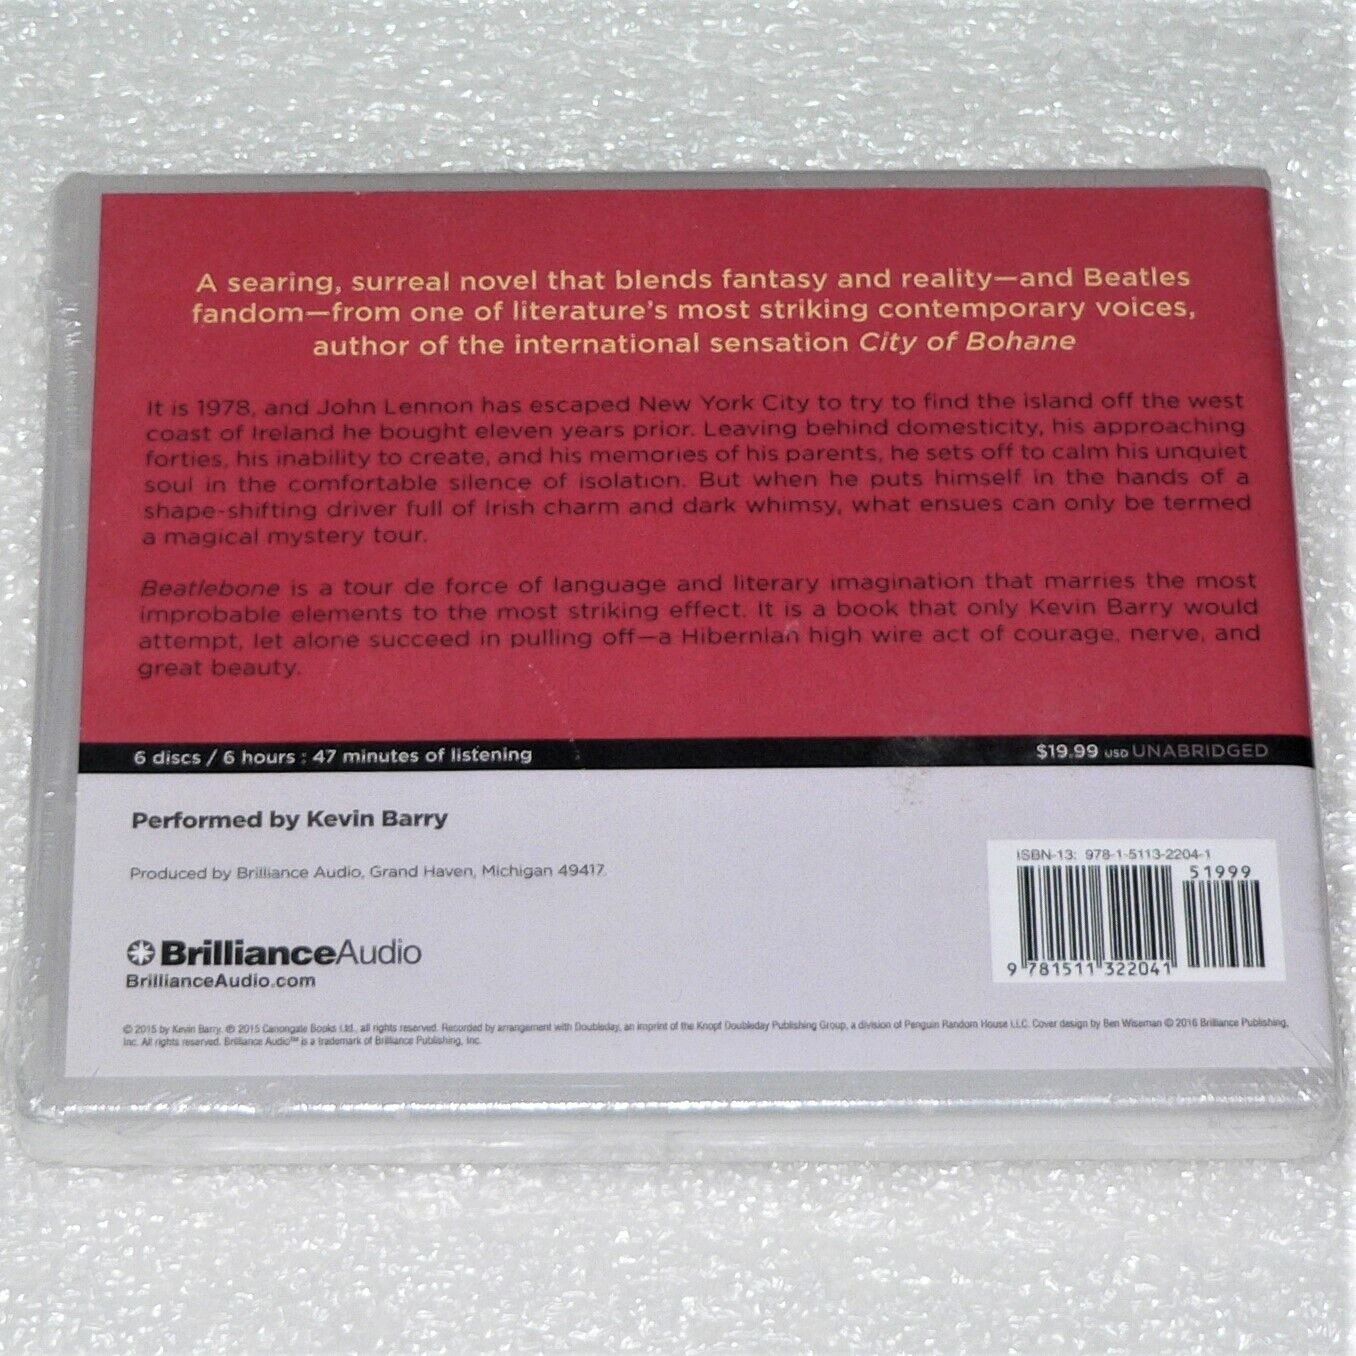 A searing, surreal novel that blends fantasy and reality—and Beatles
fandom—from one of literature's most striking contemporary voices,
author of the international sensation City of Bohane
It is 1978, and John Lennon has escaped New York City to try to find the island off the west
coast of Ireland he bought eleven years prior. Leaving behind domesticity, his approaching
forties, his inability to create, and his memories of his parents, he sets off to calm his unquiet
soul in the comfortable silence of isolation. But when he puts himself in the hands of a
shape-shifting driver full of Irish charm and dark whimsy, what ensues can only be termed
a magical mystery tour.
Beatlebone is a tour de force of language and literary imagination that marries the most
improbable elements to the most striking effect. It is a book that only Kevin Barry would
attempt, let alone succeed in pulling off—a Hibernian high wire act of courage, nerve, and
great beauty.
6 discs / 6 hours : 47 minutes of listening
$19.99 USD UNABRIDGED
Performed by Kevin Barry
Produced by Brilliance Audio, Grand Haven, Michigan 49417
BrillianceAudio
BrillianceAudio.com
ISBN-13: 978-1-5113-2204-1
51999
9 781511 322041
© 2015 by Kevin Barry. ℗ 2015 Canongate Books Ltd., all rights reserved. Recorded by arrangement with Doubleday, an imprint of the Knopf Doubleday Publishing Group, a division of Penguin Random House LLC. Cover design by Ben Wiseman © 2016 Brilliance Publishing,
Inc. All rights reserved. Brilliance Audio™ is a trademark of Brilliance Publishing, Inc.